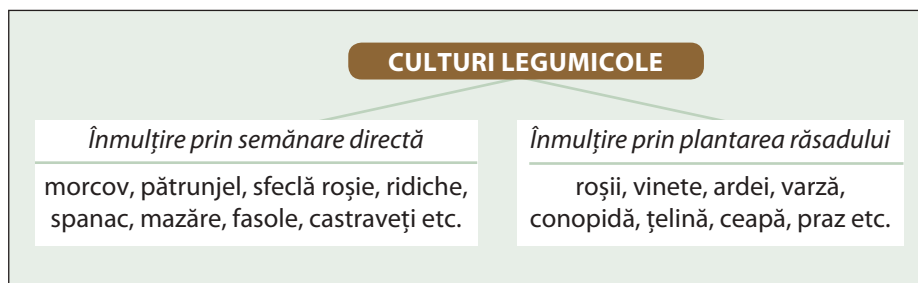 CULTURI LEGUMICOLE
Înmulțire prin semănare directă
morcov, pătrunjel, sfeclă roșie, ridiche,
spanac, mazăre, fasole, castraveți etc.
Înmulțire prin plantarea răsadului
roșii, vinete, ardei, varză,
conopidă, țelină, ceapă, praz etc.